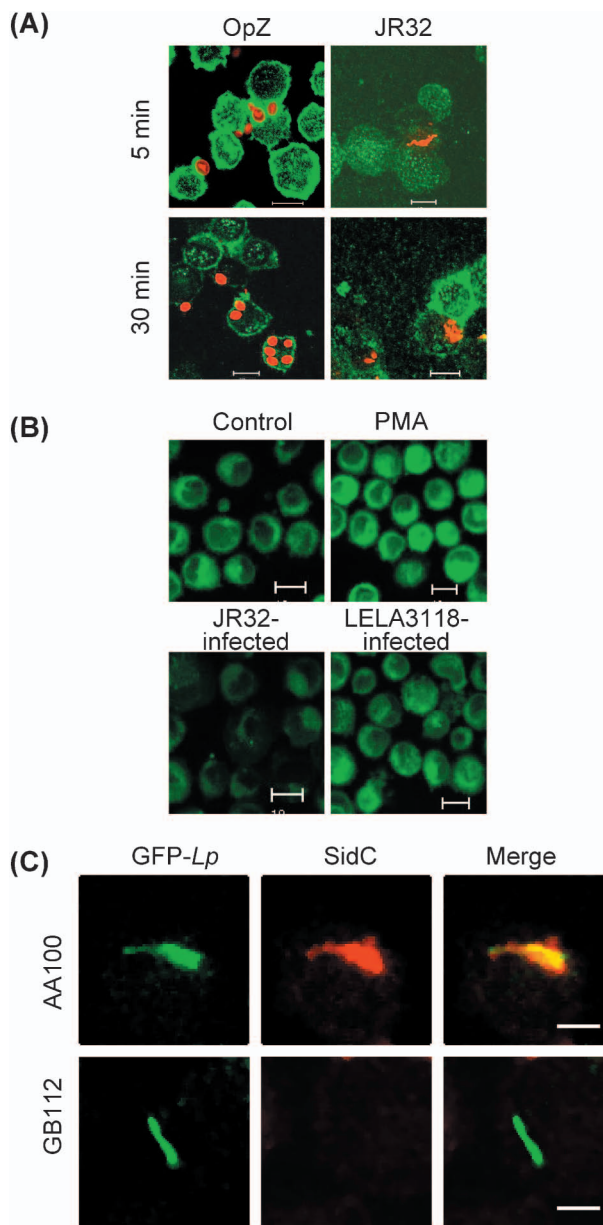 (A)
OpZ JR32
5 min
30 min
(B)
Control PMA
JR32-
infected
LELA3118-
infected
(C)
GFP-Lp SidC Merge
AA100
GB112